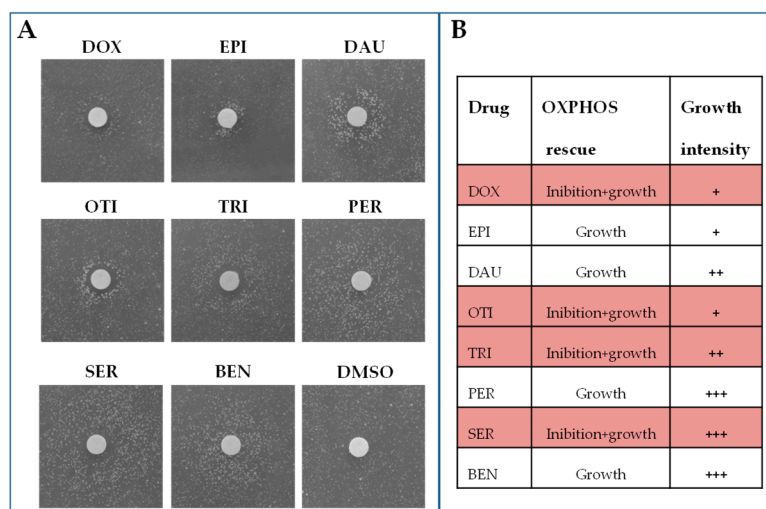 A
DOX EPI DAU
OTI TRI PER
SER BEN DMSO
B
Drug OXPHOS rescue Growth intensity
DOX Inibition+growth +
EPI Growth +
DAU Growth ++
OTI Inibition+growth +
TRI Inibition+growth ++
PER Growth +++
SER Inibition+growth +++
BEN Growth +++